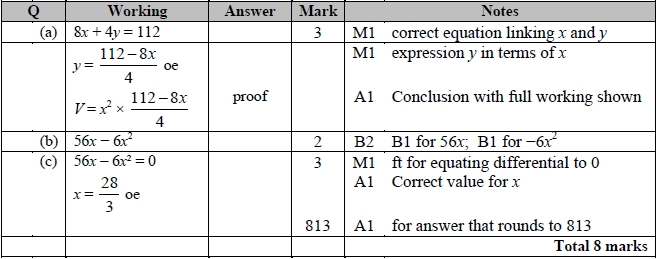 Q Working Answer Mark Notes
(a) 8x + 4y = 112 3 M1 correct equation linking x and y
y = (112 – 8x)/4 oe M1 expression y in terms of x
V = x² × (112 – 8x)/4 proof A1 Conclusion with full working shown
(b) 56x – 6x² 2 B2 B1 for 56x; B1 for –6x²
(c) 56x – 6x² = 0 3 M1 ft for equating differential to 0
x = 28/3 oe A1 Correct value for x
813 A1 for answer that rounds to 813
Total 8 marks